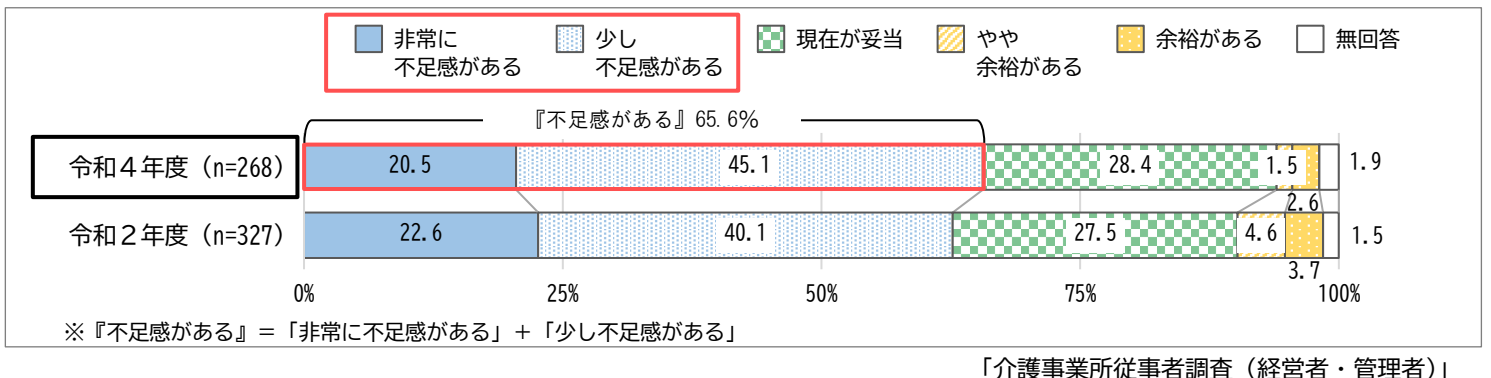 非常に
不足感がある
少し
不足感がある
現在が妥当
やや
余裕がある
余裕がある
無回答
『不足感がある』65.6%
令和４年度（n=268）
20.5
45.1
28.4
1.5
2.6
1.9
令和２年度（n=327）
22.6
40.1
27.5
4.6
3.7
1.5
0%
25%
50%
75%
100%
※『不足感がある』＝「非常に不足感がある」＋「少し不足感がある」
「介護事業所従事者調査（経営者・管理者）」